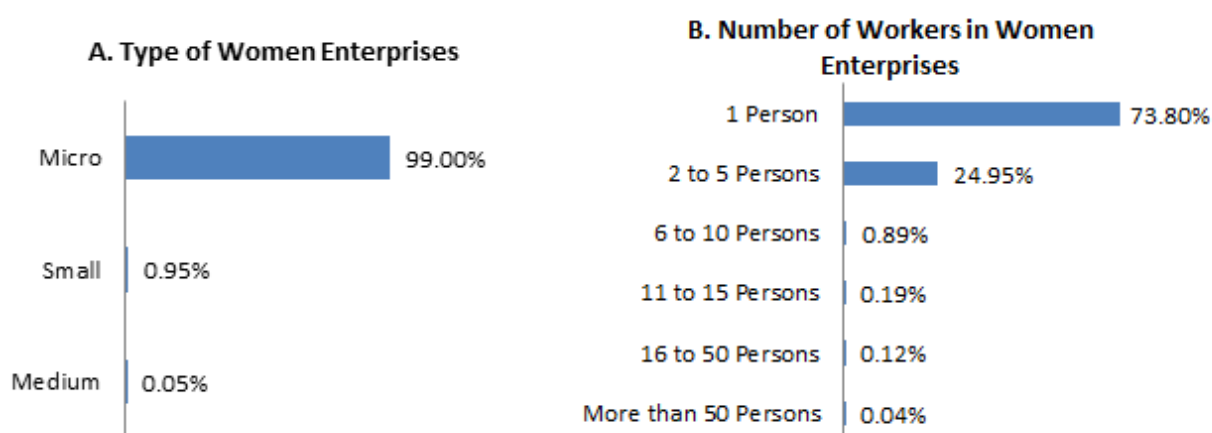 A. Type of Women Enterprises
Micro
99.00%
Small
0.95%
Medium
0.05%
B. Number of Workers in Women
Enterprises
1 Person
73.80%
2 to 5 Persons
24.95%
6 to 10 Persons
0.89%
11 to 15 Persons
0.19%
16 to 50 Persons
0.12%
More than 50 Persons
0.04%